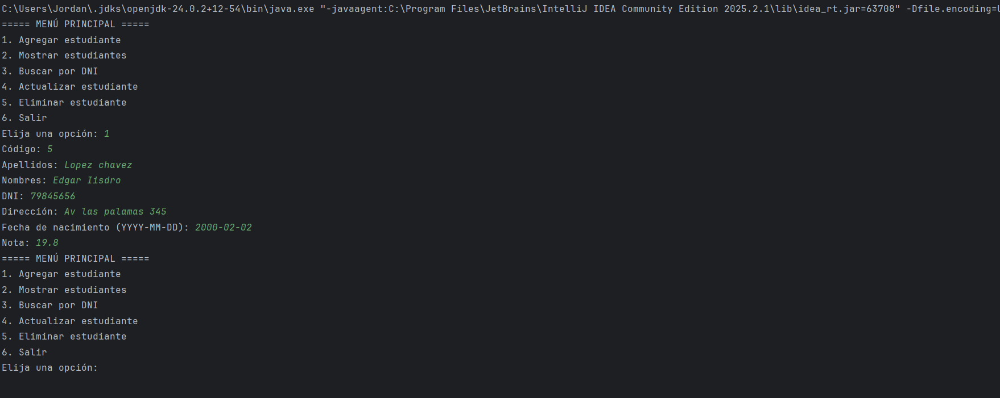 C:\Users\Jordan\.jdks\openjdk-24.0.2+12-54\bin\java.exe "-javaagent:C:\Program Files\JetBrains\IntelliJ IDEA Community Edition 2025.2.1\lib\idea_rt.jar=63708" -Dfile.encoding=U
===== MENÚ PRINCIPAL =====
1. Agregar estudiante
2. Mostrar estudiantes
3. Buscar por DNI
4. Actualizar estudiante
5. Eliminar estudiante
6. Salir
Elija una opción: 1
Código: 5
Apellidos: Lopez chavez
Nombres: Edgar Iisdro
DNI: 79845656
Dirección: Av las palamas 345
Fecha de nacimiento (YYYY-MM-DD): 2000-02-02
Nota: 19.8
===== MENÚ PRINCIPAL =====
1. Agregar estudiante
2. Mostrar estudiantes
3. Buscar por DNI
4. Actualizar estudiante
5. Eliminar estudiante
6. Salir
Elija una opción: